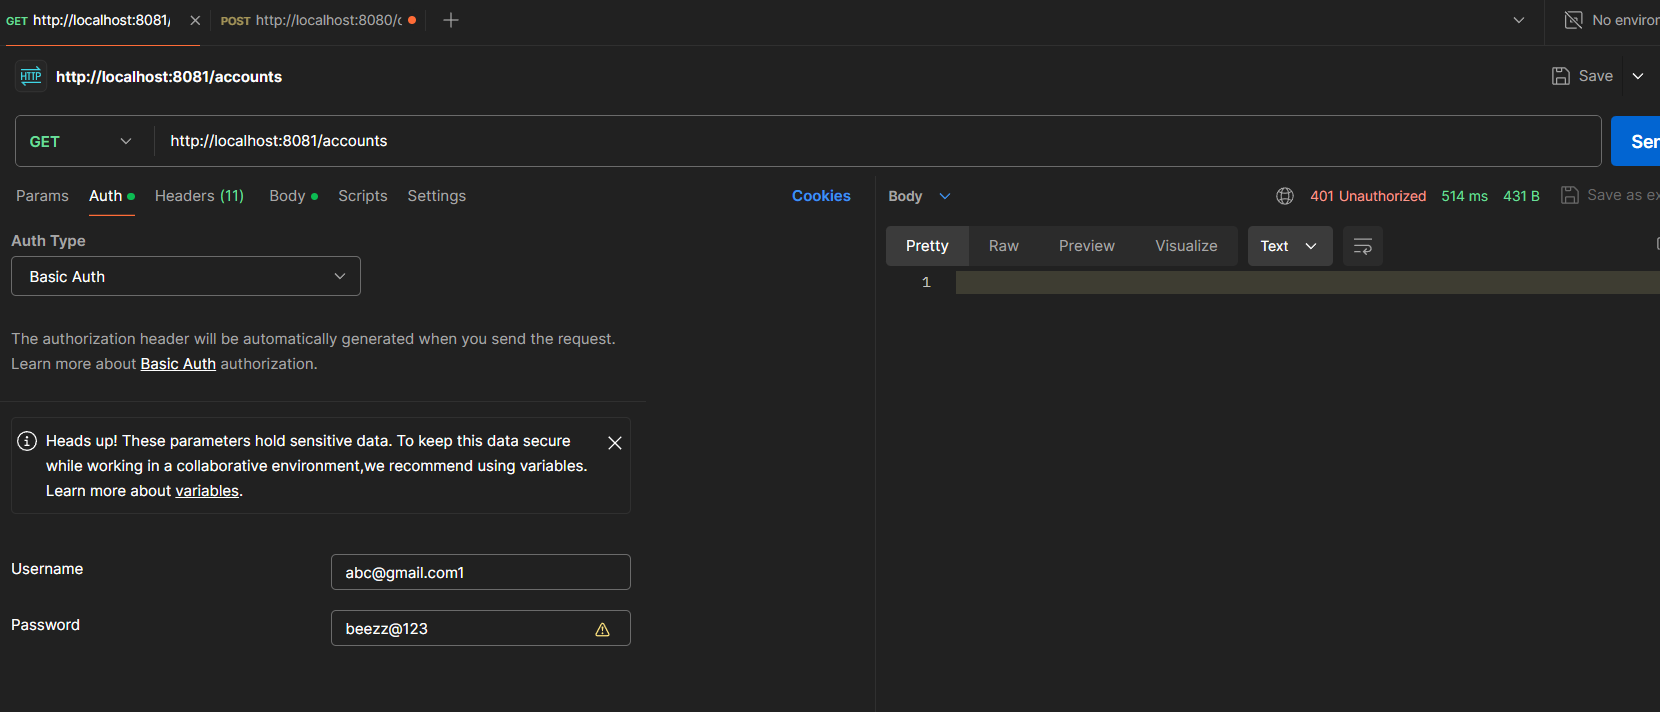 GET http://localhost:8081/
POST http://localhost:8080/
No
HTTP http://localhost:8081/accounts
Save
GET http://localhost:8081/accounts
Params Auth Headers (11) Body Scripts Settings Cookies
Body 401 Unauthorized 514 ms 431 B Save as
Auth Type
Pretty Raw Preview Visualize Text
Basic Auth
1
The authorization header will be automatically generated when you send the request.
Learn more about Basic Auth authorization.
Heads up! These parameters hold sensitive data. To keep this data secure
while working in a collaborative environment,we recommend using variables.
Learn more about variables.
Username abc@gmail.com1
Password beezz@123